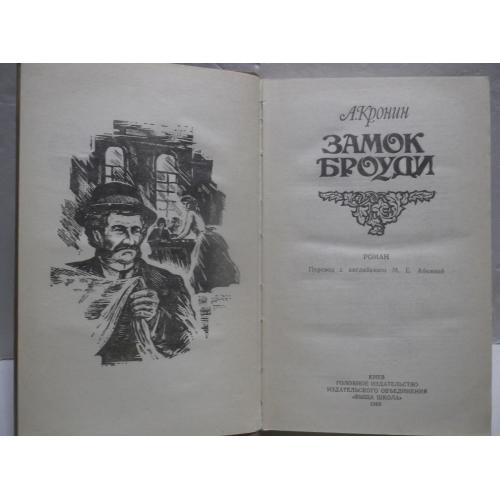 А. Кронин
ЗАМОК
БРОУДИ
РОМАН
Перевод с английского М. Е. Абкиной
КИЕВ
ГОЛОВНОЕ ИЗДАТЕЛЬСТВО
ИЗДАТЕЛЬСКОГО ОБЪЕДИНЕНИЯ
«ВЫЩА ШКОЛА»